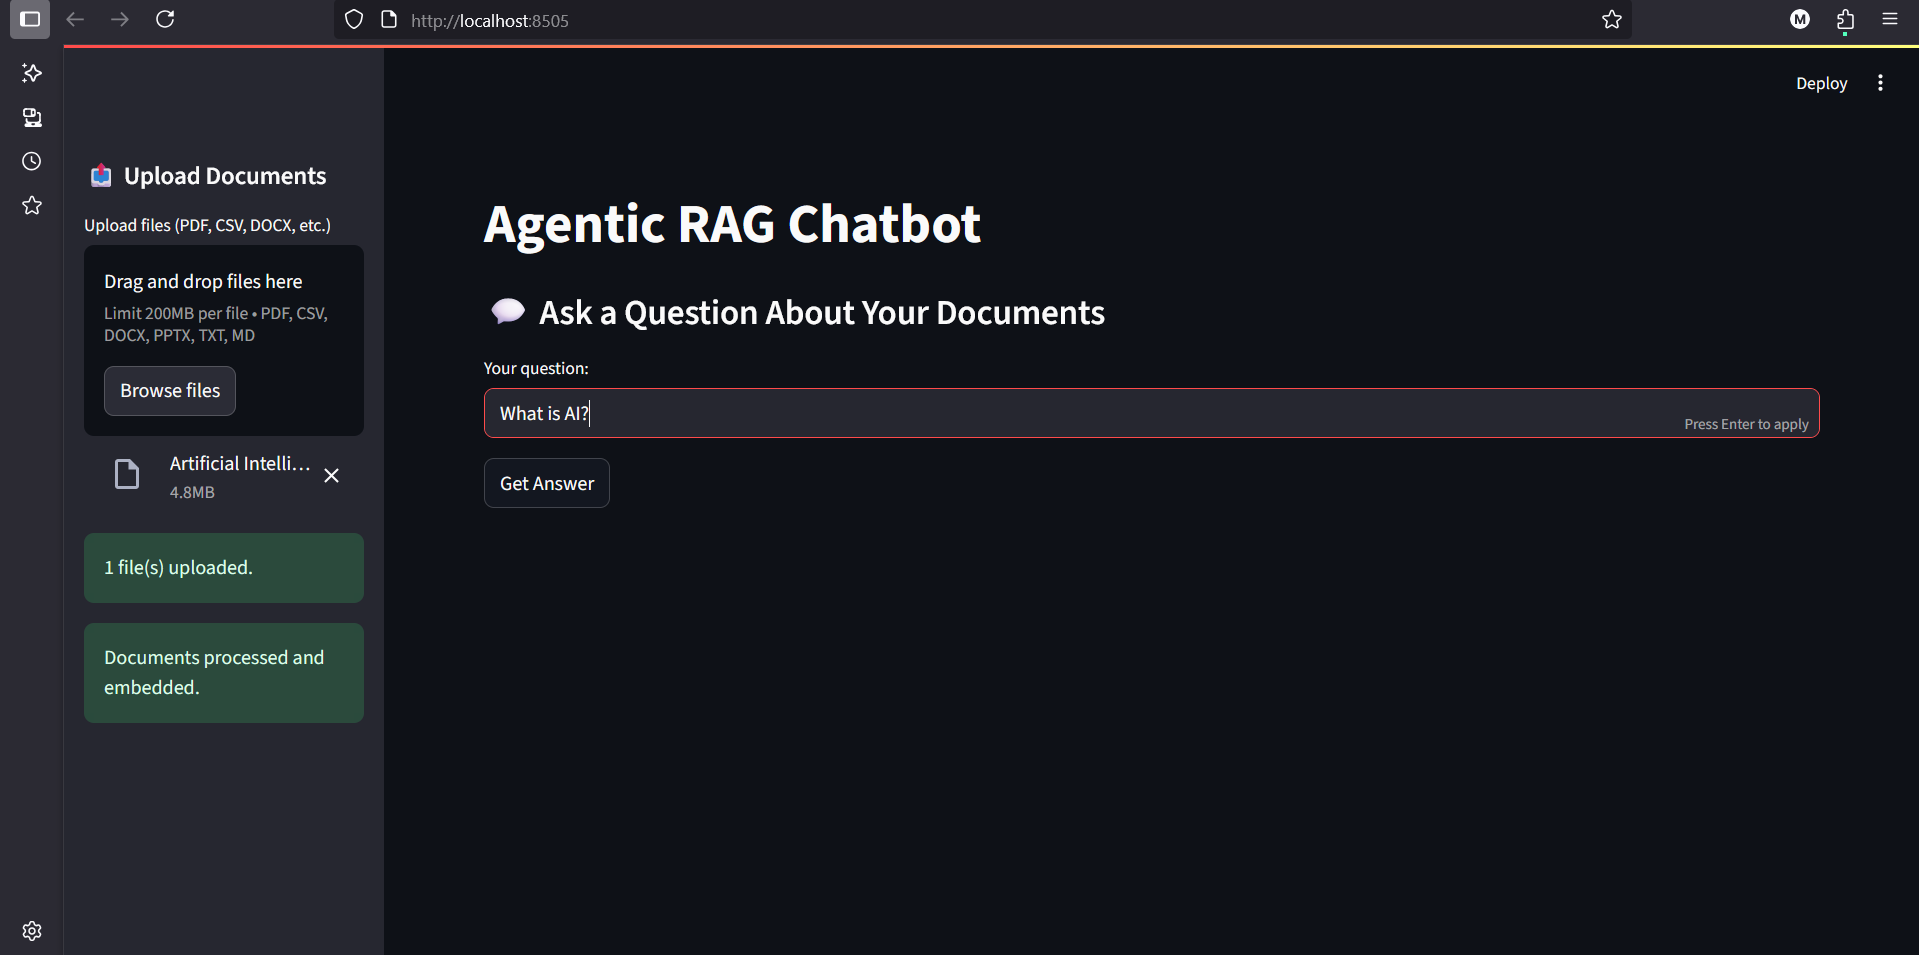 http://localhost:8505
M
Deploy
Upload Documents
Upload files (PDF, CSV, DOCX, etc.)
Drag and drop files here
Limit 200MB per file • PDF, CSV,
DOCX, PPTX, TXT, MD
Browse files
Artificial Intelli...
4.8MB
1 file(s) uploaded.
Documents processed and
embedded.
Agentic RAG Chatbot
Ask a Question About Your Documents
Your question:
What is AI?
Press Enter to apply
Get Answer